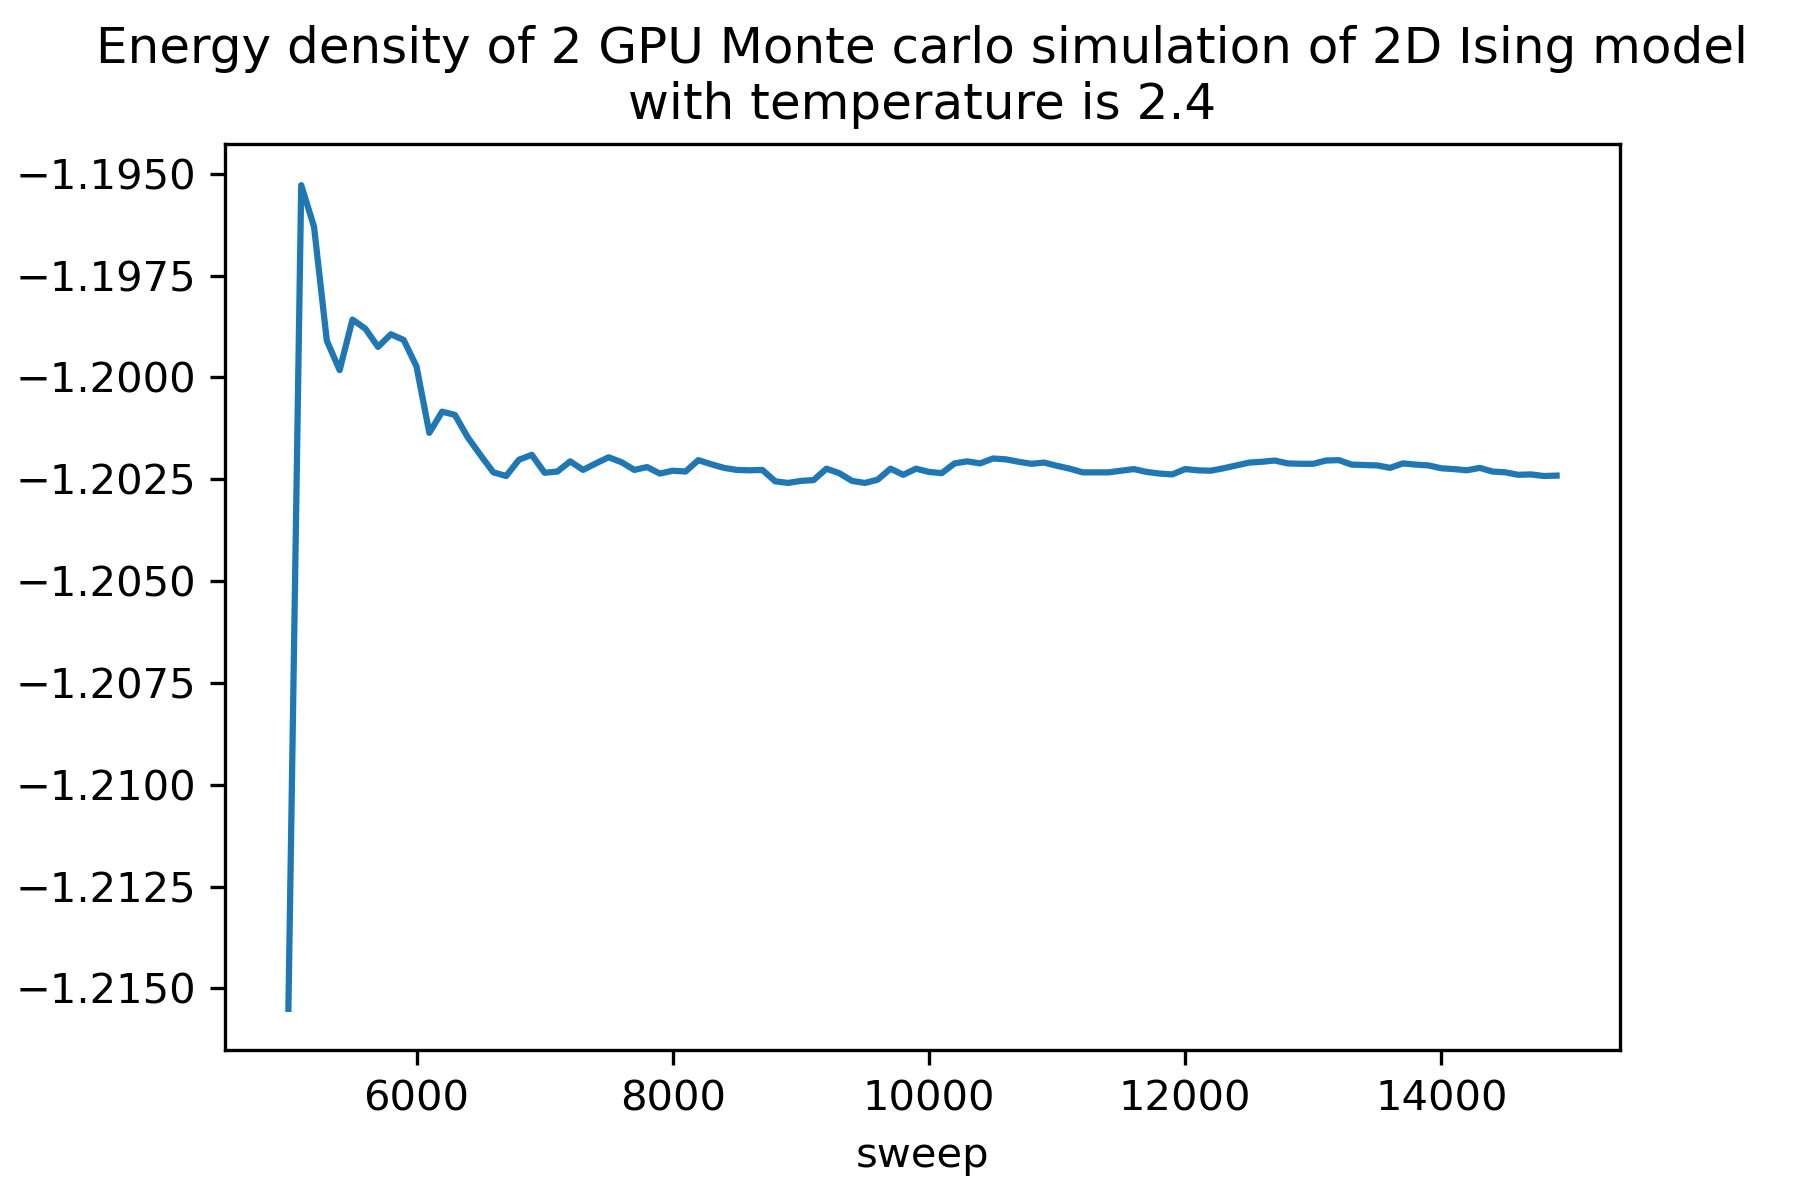 Energy density of 2 GPU Monte carlo simulation of 2D Ising model
with temperature is 2.4
−1.1950
−1.1975
−1.2000
−1.2025
−1.2050
−1.2075
−1.2100
−1.2125
−1.2150
6000 8000 10000 12000 14000
sweep